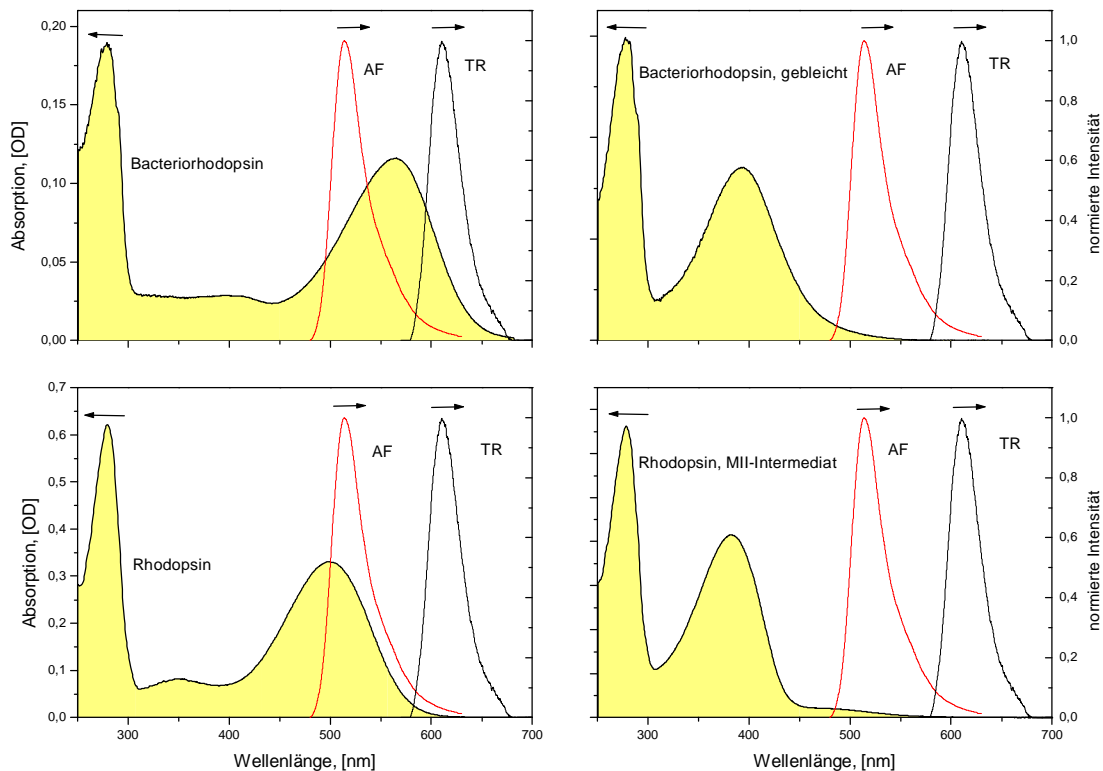 0,20
0,15
0,10
0,05
0,00
Absorption, [OD]
Bacteriorhodopsin
AF
TR
Bacteriorhodopsin, gebleicht
AF
TR
1,0
0,8
0,6
0,4
0,2
0,0
normierte Intensität
0,7
0,6
0,5
0,4
0,3
0,2
0,1
0,0
Absorption, [OD]
Rhodopsin
AF
TR
300 400 500 600 700
Wellenlänge, [nm]
Rhodopsin, MII-Intermediat
AF
TR
1,0
0,8
0,6
0,4
0,2
0,0
normierte Intensität
300 400 500 600 700
Wellenlänge, [nm]